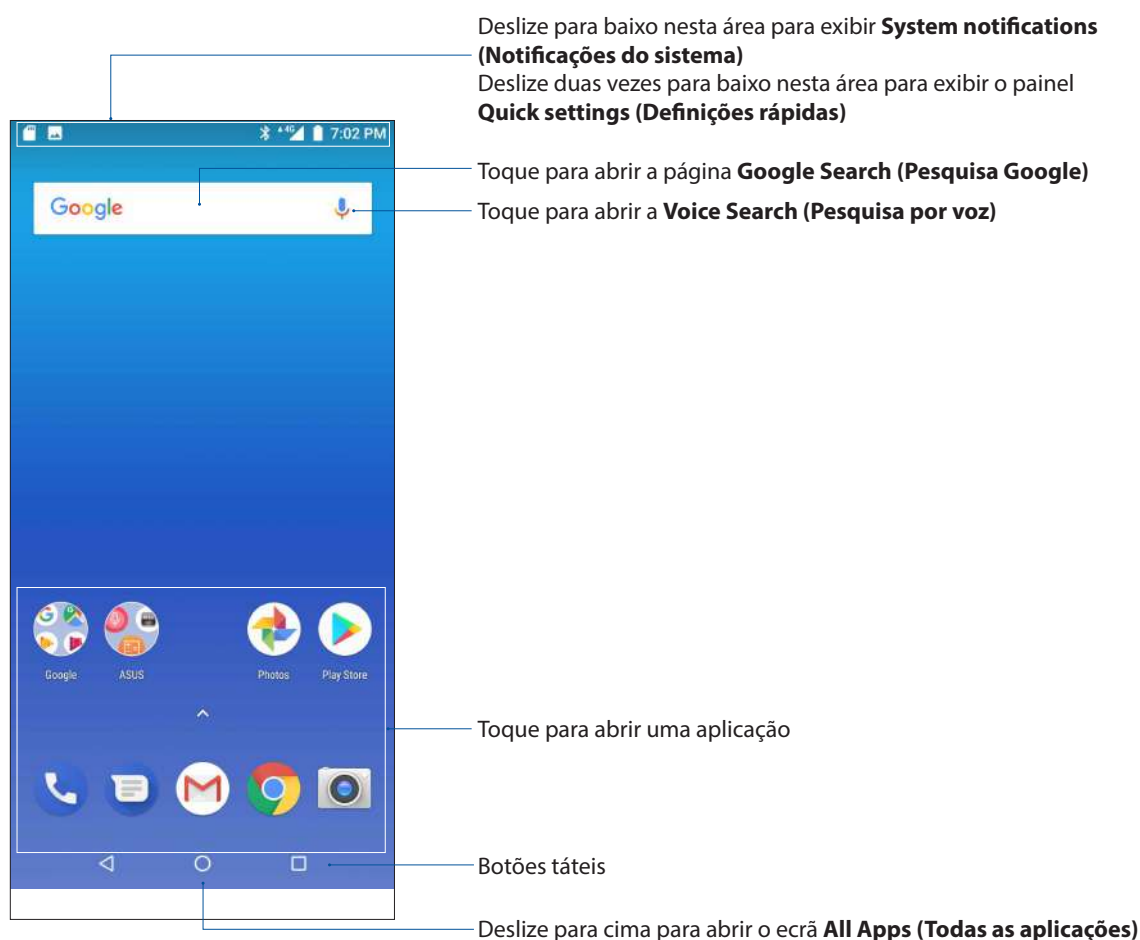 Deslize para baixo nesta área para exibir System notifications
(Notificações do sistema)
Deslize duas vezes para baixo nesta área para exibir o painel
Quick settings (Definições rápidas)
4G 7:02 PM
Toque para abrir a página Google Search (Pesquisa Google)
Google
Toque para abrir a Voice Search (Pesquisa por voz)
Google ASUS Photos Play Store
Toque para abrir uma aplicação
Botões táteis
Deslize para cima para abrir o ecrã All Apps (Todas as aplicações)